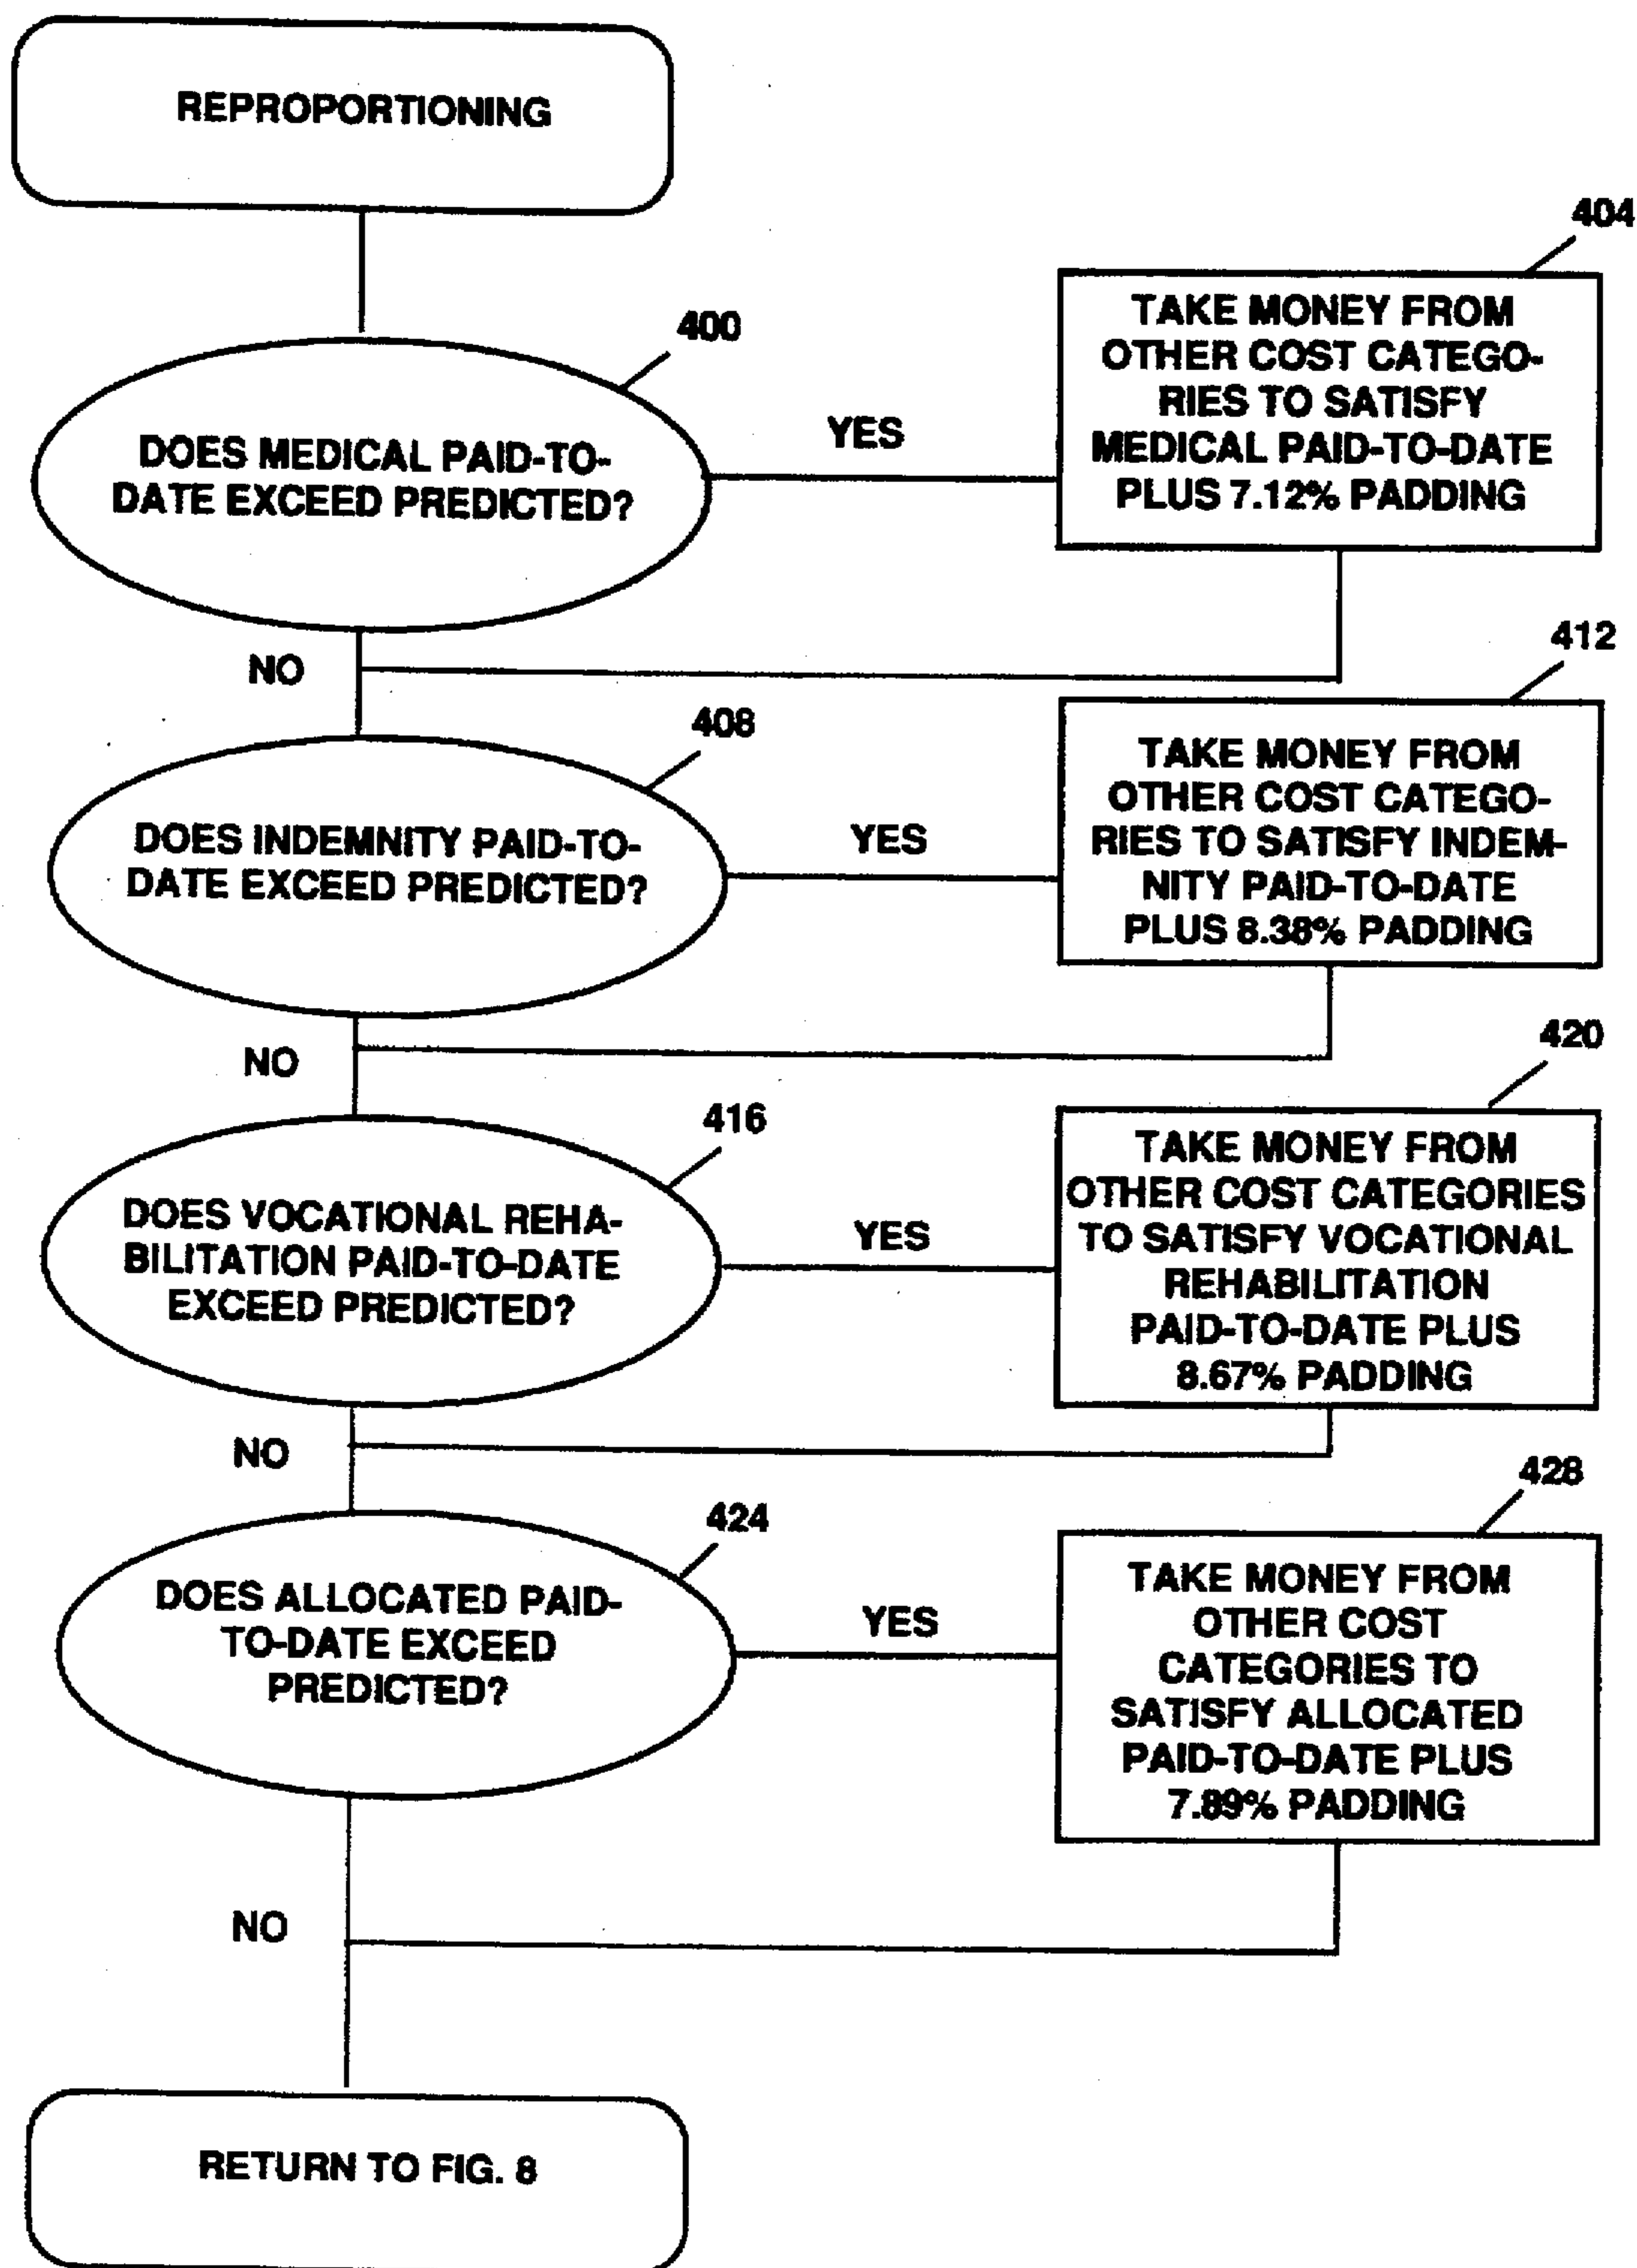 REPROPORTIONING
404
TAKE MONEY FROM
OTHER COST CATEGO-
RIES TO SATISFY
MEDICAL PAID-TO-DATE
PLUS 7.12% PADDING
400
DOES MEDICAL PAID-TO-
DATE EXCEED PREDICTED?
YES
NO
412
TAKE MONEY FROM
OTHER COST CATEGO-
RIES TO SATISFY INDEM-
NITY PAID-TO-DATE
PLUS 8.38% PADDING
408
DOES INDEMNITY PAID-TO-
DATE EXCEED PREDICTED?
YES
NO
420
TAKE MONEY FROM
OTHER COST CATEGORIES
TO SATISFY VOCATIONAL
REHABILITATION
PAID-TO-DATE PLUS
8.67% PADDING
416
DOES VOCATIONAL REHA-
BILITATION PAID-TO-DATE
EXCEED PREDICTED?
YES
NO
428
TAKE MONEY FROM
OTHER COST
CATEGORIES TO
SATISFY ALLOCATED
PAID-TO-DATE PLUS
7.89% PADDING
424
DOES ALLOCATED PAID-
TO-DATE EXCEED
PREDICTED?
YES
NO
RETURN TO FIG. 8